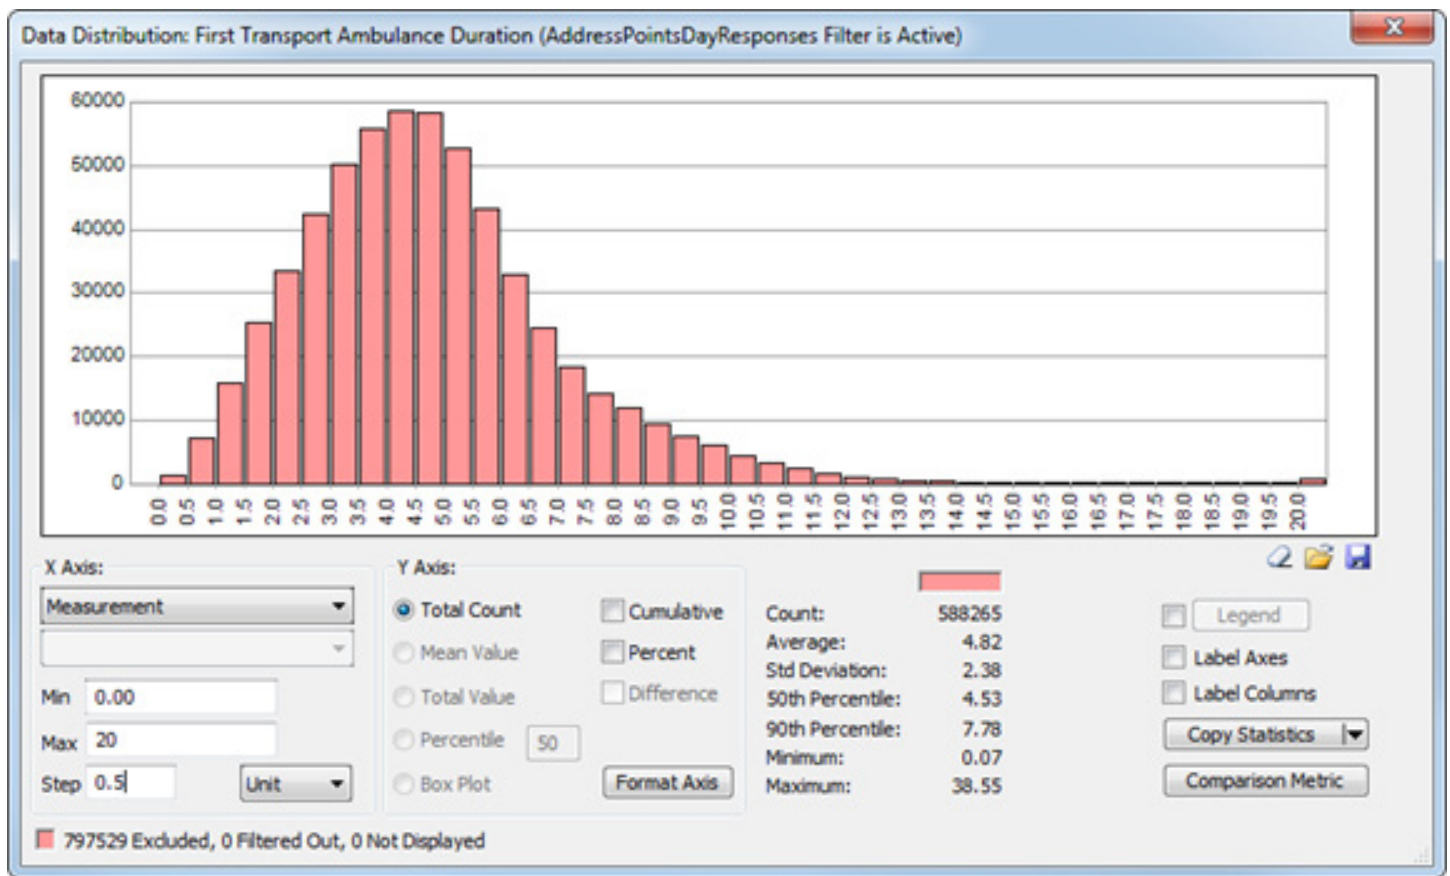 Data Distribution: First Transport Ambulance Duration (AddressPointsDayResponses Filter is Active)
60000
50000
40000
30000
20000
10000
0
0.0 0.5 1.0 1.5 2.0 2.5 3.0 3.5 4.0 4.5 5.0 5.5 6.0 6.5 7.0 7.5 8.0 8.5 9.0 9.5 10.0 10.5 11.0 11.5 12.0 12.5 13.0 13.5 14.0 14.5 15.0 15.5 16.0 16.5 17.0 17.5 18.0 18.5 19.0 19.5 20.0
X Axis:
Measurement
Min 0.00
Max 20
Step 0.5 Unit
Y Axis:
Total Count Cumulative
Mean Value Percent
Total Value Difference
Percentile 50
Box Plot Format Axis
Count: 588265
Average: 4.82
Std Deviation: 2.38
50th Percentile: 4.53
90th Percentile: 7.78
Minimum: 0.07
Maximum: 38.55
Legend
Label Axes
Label Columns
Copy Statistics
Comparison Metric
797529 Excluded, 0 Filtered Out, 0 Not Displayed